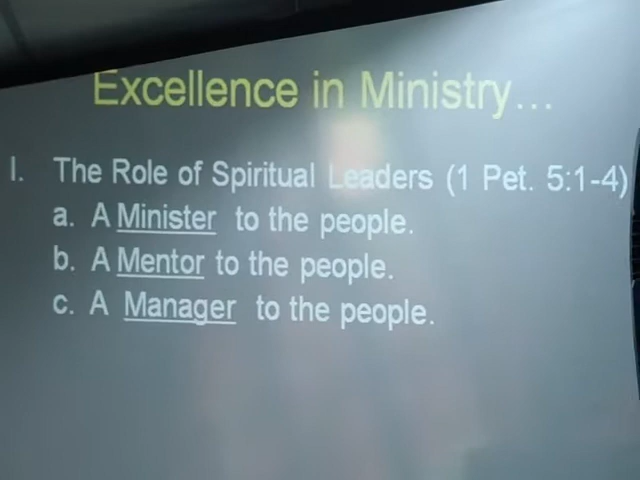 Excellence in Ministry...
I. The Role of Spiritual Leaders (1 Pet. 5:1-4)
a. A Minister to the people.
b. A Mentor to the people.
c. A Manager to the people.